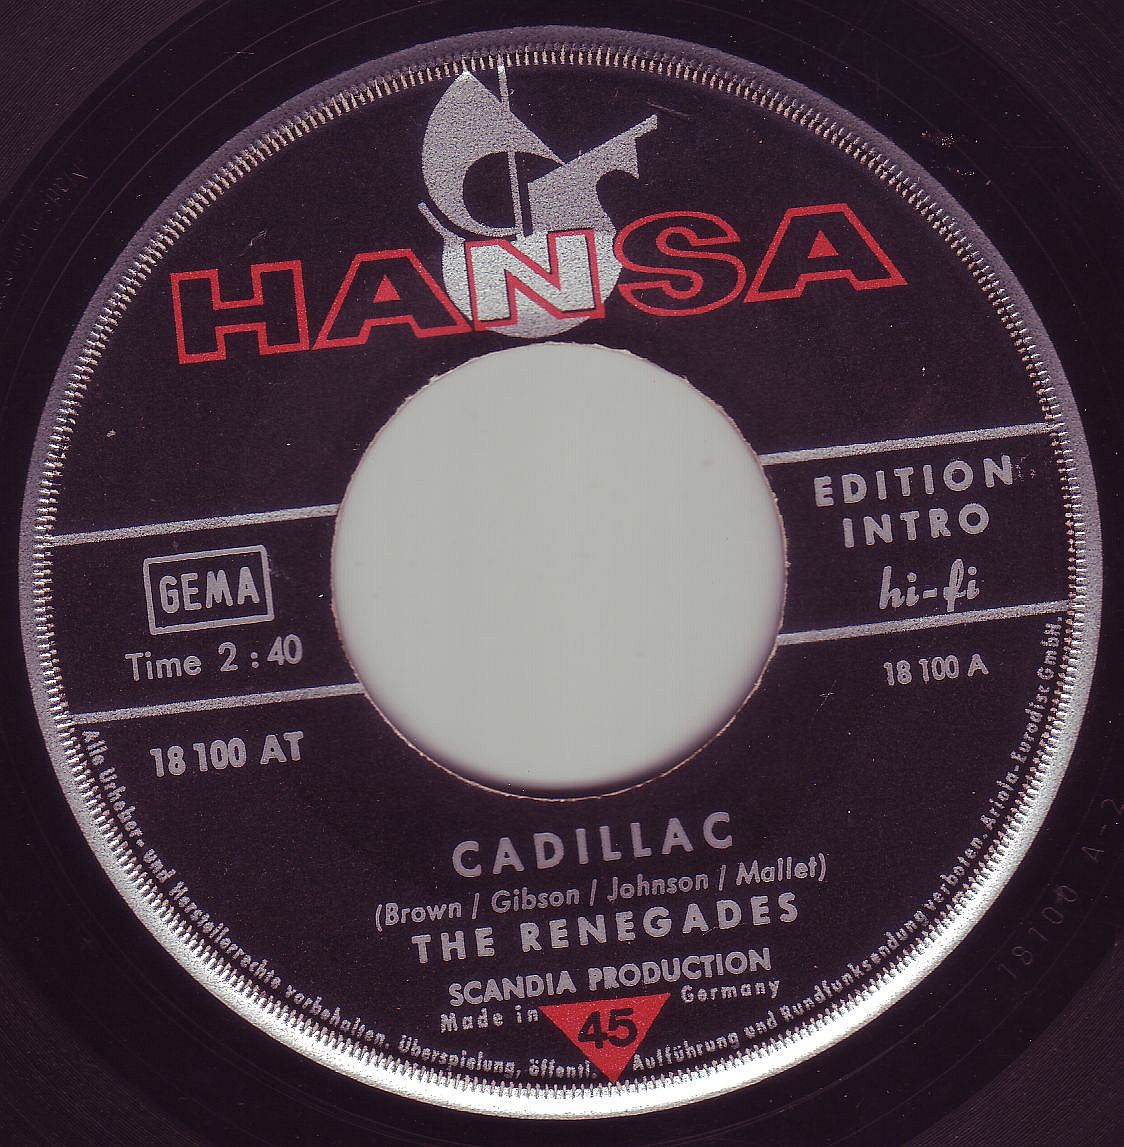 HANSA
EDITION
INTRO
hi-fi
GEMA
Time 2:40
18 100 A
18 100 AT
CADILLAC
(Brown / Gibson / Johnson / Mallet)
THE RENEGADES
SCANDIA PRODUCTION
Made in Germany
45
Alle Urheber- und Herstellerrechte vorbehalten. Überspielung, öffentl. Aufführung und Rundfunksendung verboten. Ariola-Eurodisc GmbH.
18100 A-2